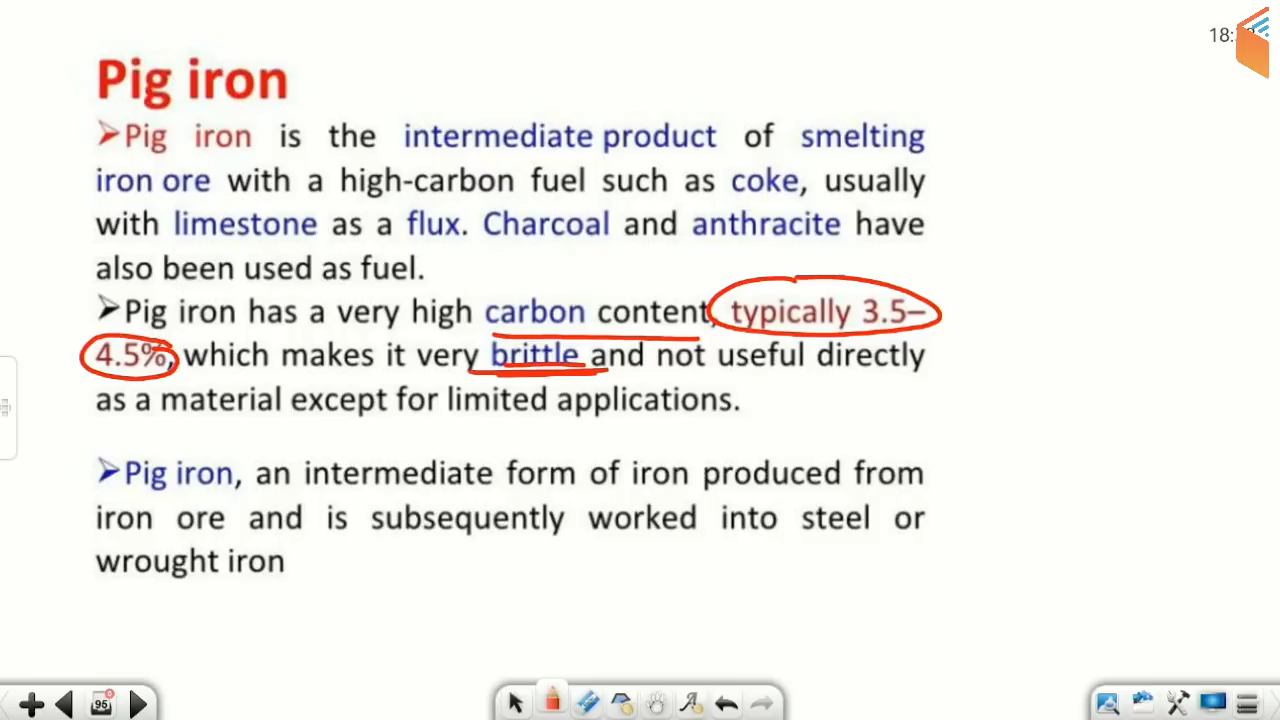 18:
Pig iron
➢Pig iron is the intermediate product of smelting
iron ore with a high-carbon fuel such as coke, usually
with limestone as a flux. Charcoal and anthracite have
also been used as fuel.
➢Pig iron has a very high carbon content, typically 3.5–
4.5%, which makes it very brittle and not useful directly
as a material except for limited applications.
➢Pig iron, an intermediate form of iron produced from
iron ore and is subsequently worked into steel or
wrought iron
95